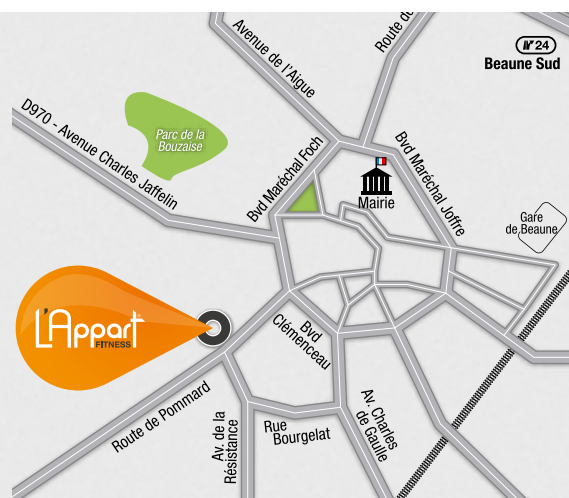 Avenue de l'Aigue
Route de
N° 24
Beaune Sud
D970 - Avenue Charles Jaffelin
Parc de la
Bouzaise
Bvd Maréchal Foch
Bvd Maréchal Joffre
Mairie
Gare
de Beaune
L'Appart
FITNESS
Bvd
Clémenceau
Route de Pommard
Av. de la
Résistance
Rue
Bourgelat
Av. Charles
de Gaulle